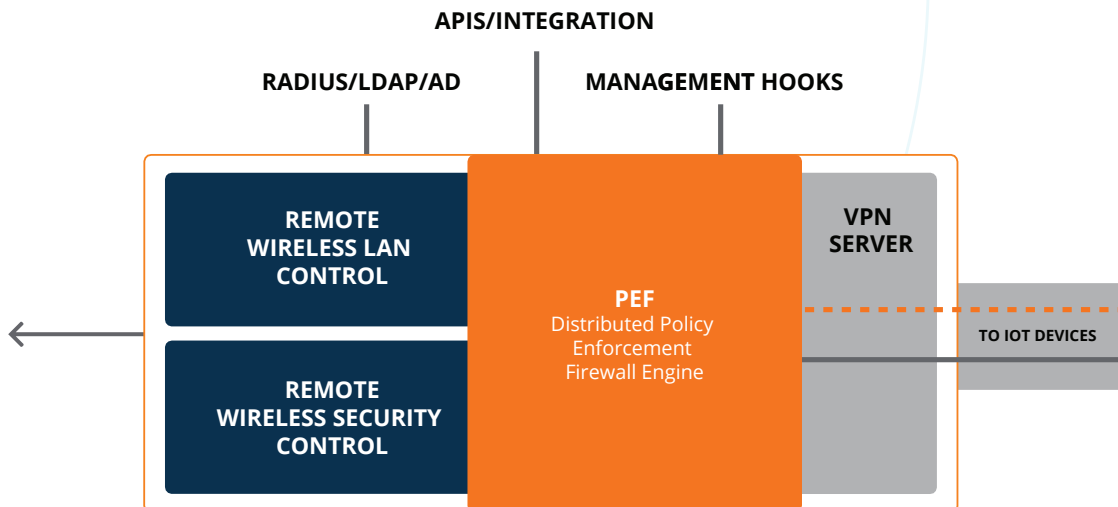 APIS/INTEGRATION
RADIUS/LDAP/AD
MANAGEMENT HOOKS
REMOTE
WIRELESS LAN
CONTROL
REMOTE
WIRELESS SECURITY
CONTROL
PEF
Distributed Policy
Enforcement
Firewall Engine
VPN
SERVER
TO IOT DEVICES